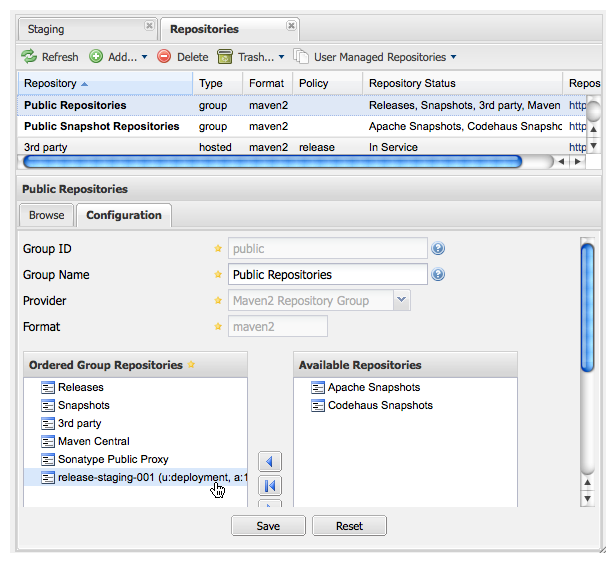 Staging
Repositories
Refresh Add... Delete Trash... User Managed Repositories
Repository Type Format Policy Repository Status Repos
Public Repositories group maven2 Releases, Snapshots, 3rd party, Maven http
Public Snapshot Repositories group maven2 Apache Snapshots, Codehaus Snapsho http
3rd party hosted maven2 release In Service http
Public Repositories
Browse Configuration
Group ID public ?
Group Name Public Repositories ?
Provider Maven2 Repository Group
Format maven2
Ordered Group Repositories Available Repositories
Releases Apache Snapshots
Snapshots Codehaus Snapshots
3rd party
Maven Central
Sonatype Public Proxy
release-staging-001 (u:deployment, a:1
Save Reset